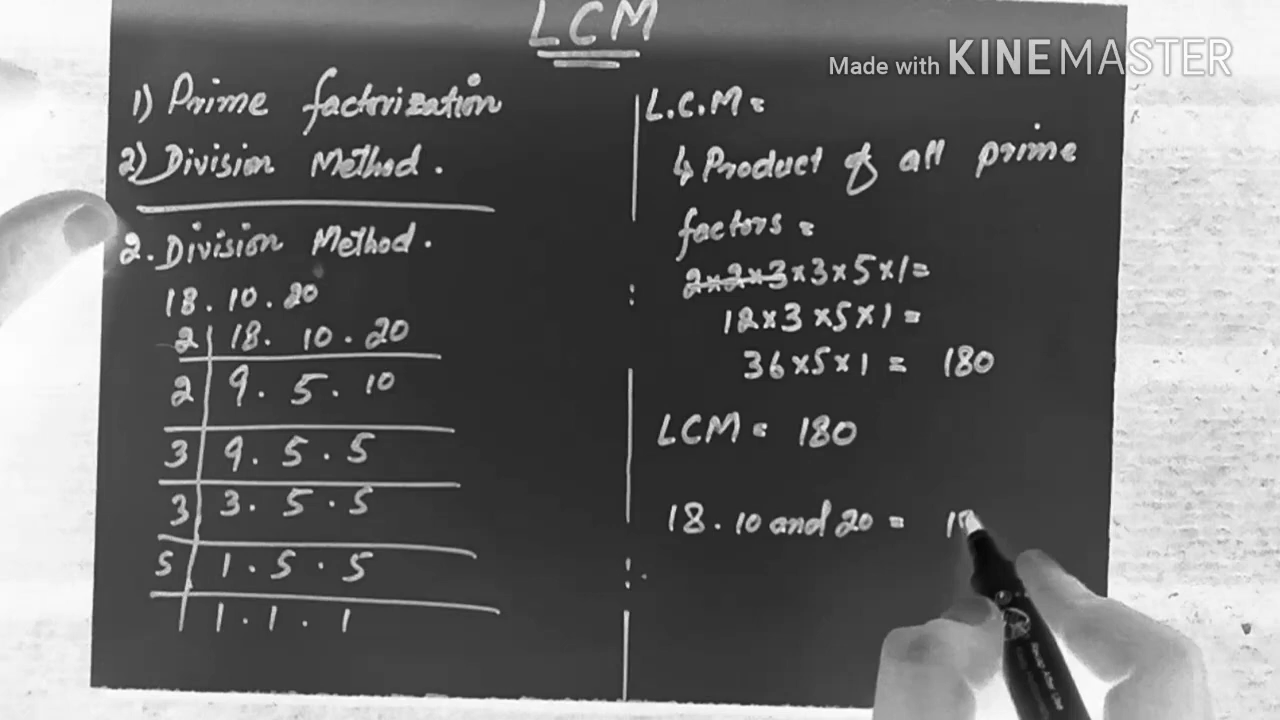 LCM
Made with KINEMASTER
1) Prime factorization
2) Division Method.
2. Division Method.
18. 10. 20
2 | 18. 10. 20
2 | 9. 5. 10
3 | 9. 5. 5
3 | 3. 5. 5
5 | 1. 5. 5
| 1. 1. 1
L.C.M =
↳ Product of all prime
factors =
2×2×3×3×5×1=
12×3×5×1=
36×5×1 = 180
LCM = 180
18. 10 and 20 = 18